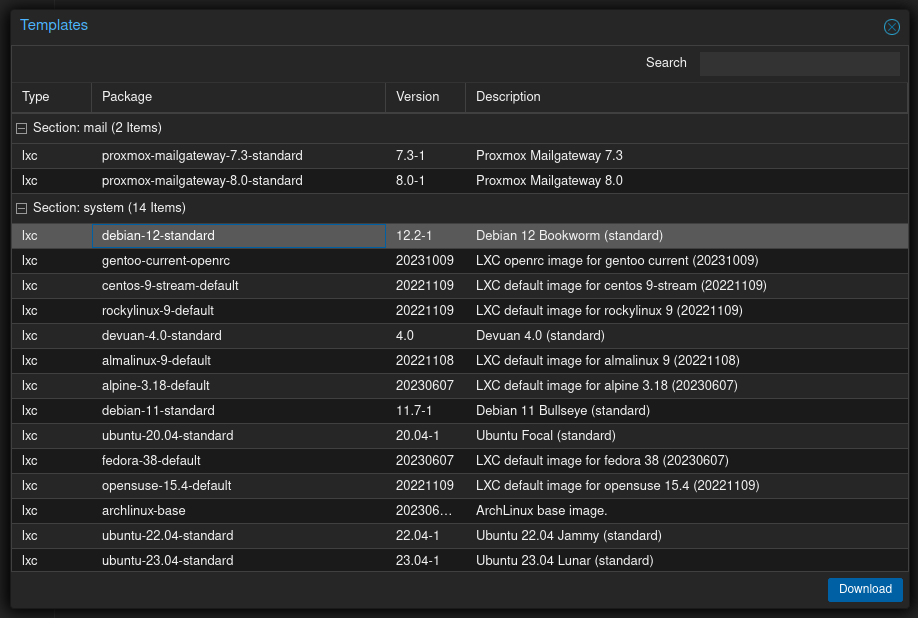 Templates
Search
Type Package Version Description
Section: mail (2 Items)
lxc proxmox-mailgateway-7.3-standard 7.3-1 Proxmox Mailgateway 7.3
lxc proxmox-mailgateway-8.0-standard 8.0-1 Proxmox Mailgateway 8.0
Section: system (14 Items)
lxc debian-12-standard 12.2-1 Debian 12 Bookworm (standard)
lxc gentoo-current-openrc 20231009 LXC openrc image for gentoo current (20231009)
lxc centos-9-stream-default 20221109 LXC default image for centos 9-stream (20221109)
lxc rockylinux-9-default 20221109 LXC default image for rockylinux 9 (20221109)
lxc devuan-4.0-standard 4.0 Devuan 4.0 (standard)
lxc almalinux-9-default 20221108 LXC default image for almalinux 9 (20221108)
lxc alpine-3.18-default 20230607 LXC default image for alpine 3.18 (20230607)
lxc debian-11-standard 11.7-1 Debian 11 Bullseye (standard)
lxc ubuntu-20.04-standard 20.04-1 Ubuntu Focal (standard)
lxc fedora-38-default 20230607 LXC default image for fedora 38 (20230607)
lxc opensuse-15.4-default 20221109 LXC default image for opensuse 15.4 (20221109)
lxc archlinux-base 202306… ArchLinux base image.
lxc ubuntu-22.04-standard 22.04-1 Ubuntu 22.04 Jammy (standard)
lxc ubuntu-23.04-standard 23.04-1 Ubuntu 23.04 Lunar (standard)
Download